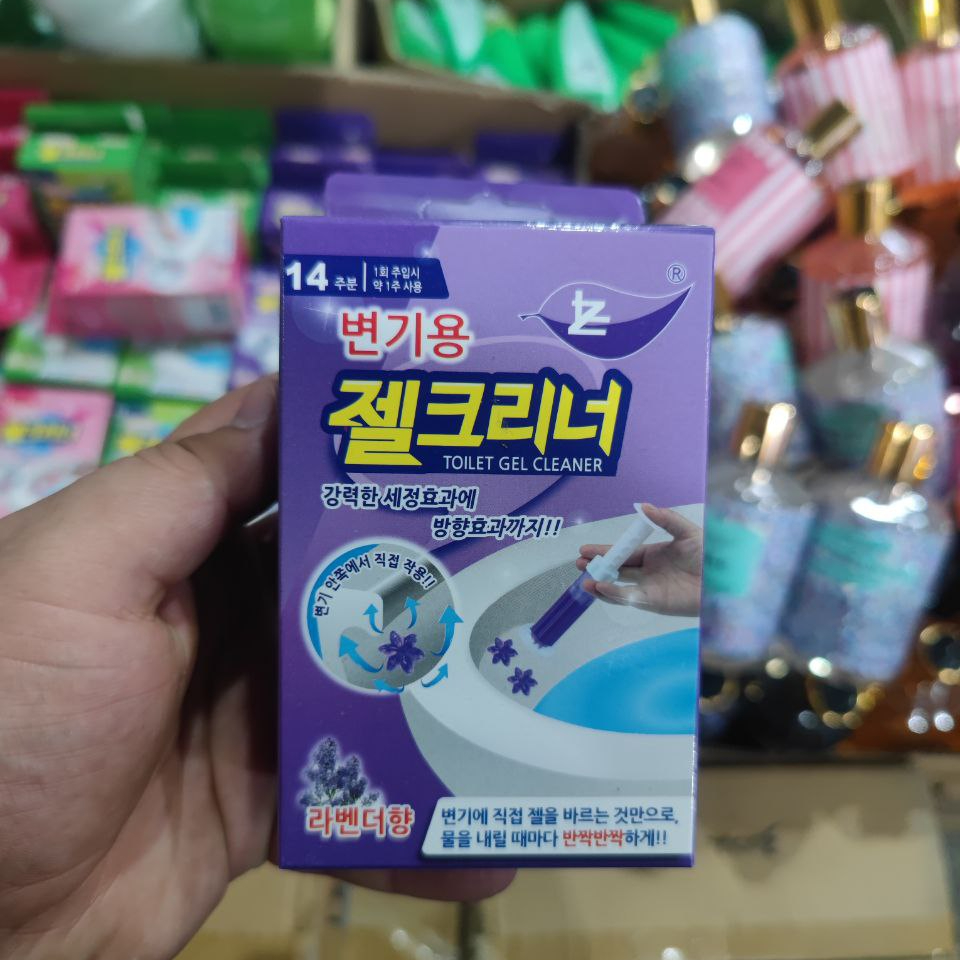 14 주분
1회 주입시
약 1주 사용
®
변기용
젤크리너
TOILET GEL CLEANER
강력한 세정효과에
방향효과까지!!
변기 안쪽에서 직접 작용!!
라벤더향
변기에 직접 젤을 바르는 것만으로,
물을 내릴 때마다 반짝반짝하게!!
젤크리너